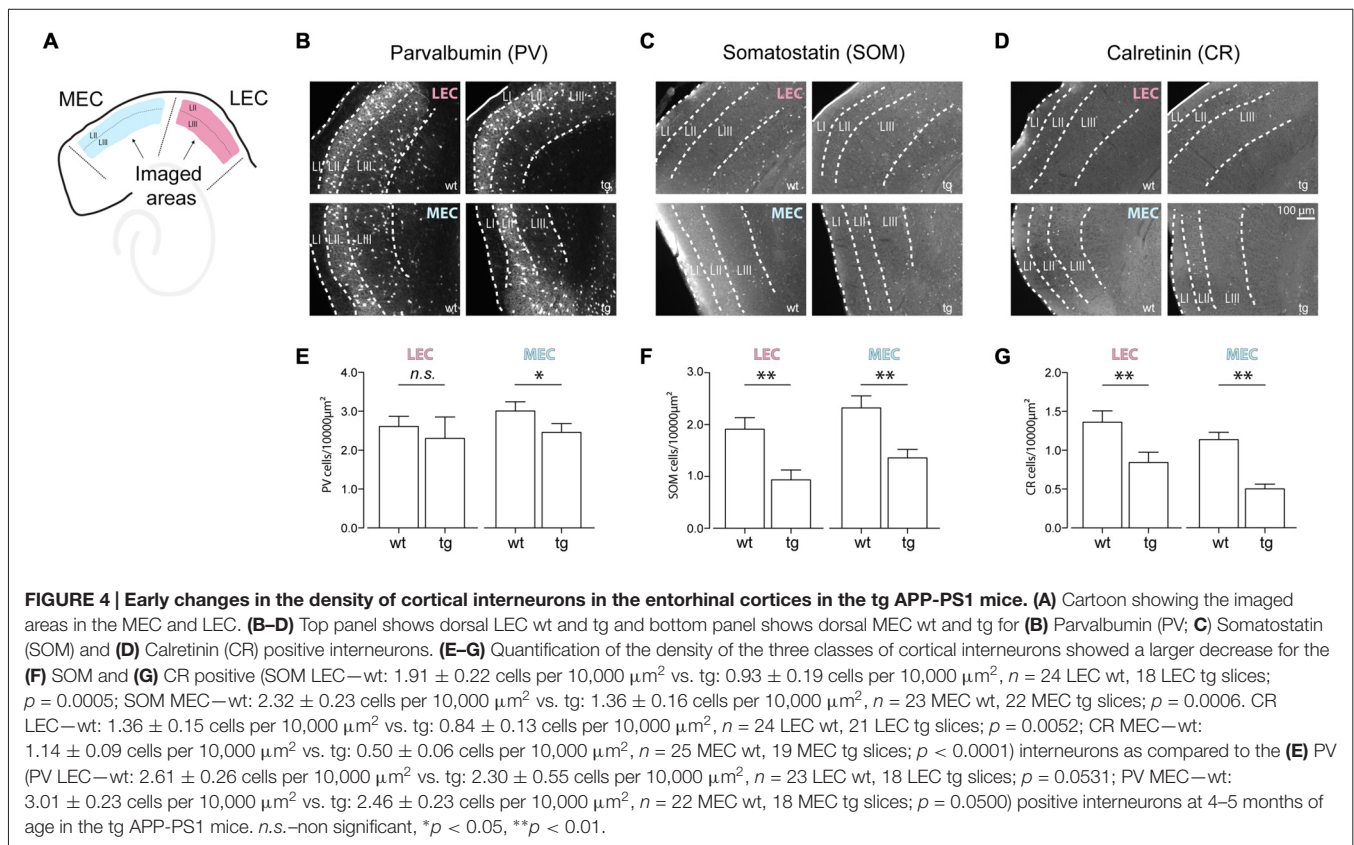 A
MEC
LEC
LII
LIII
LII
LIII
Imaged
areas
B
Parvalbumin (PV)
LEC
LI
LII
LIII
wt
LI
LII
LIII
tg
MEC
LI
LII
LIII
wt
LI
LII
LIII
tg
C
Somatostatin (SOM)
LEC
LI
LII
LIII
wt
LI
LII
LIII
tg
MEC
LI
LII
LIII
wt
LI
LII
LIII
tg
D
Calretinin (CR)
LEC
LI
LII
LIII
wt
LI
LII
LIII
tg
MEC
LI
LII
LIII
wt
100 µm
LI
LII
LIII
tg
E
LEC
MEC
n.s.
*
PV cells/10000µm²
4.0
3.0
2.0
1.0
0.0
wt tg wt tg
F
LEC
MEC
**
**
SOM cells/10000µm²
3.0
2.0
1.0
0.0
wt tg wt tg
G
LEC
MEC
**
**
CR cells/10000µm²
2.0
1.5
1.0
0.5
0.0
wt tg wt tg
FIGURE 4 | Early changes in the density of cortical interneurons in the entorhinal cortices in the tg APP-PS1 mice. (A) Cartoon showing the imaged
areas in the MEC and LEC. (B–D) Top panel shows dorsal LEC wt and tg and bottom panel shows dorsal MEC wt and tg for (B) Parvalbumin (PV; C) Somatostatin
(SOM) and (D) Calretinin (CR) positive interneurons. (E–G) Quantification of the density of the three classes of cortical interneurons showed a larger decrease for the
(F) SOM and (G) CR positive (SOM LEC—wt: 1.91 ± 0.22 cells per 10,000 µm² vs. tg: 0.93 ± 0.19 cells per 10,000 µm², n = 24 LEC wt, 18 LEC tg slices;
p = 0.0005; SOM MEC—wt: 2.32 ± 0.23 cells per 10,000 µm² vs. tg: 1.36 ± 0.16 cells per 10,000 µm², n = 23 MEC wt, 22 MEC tg slices; p = 0.0006. CR
LEC—wt: 1.36 ± 0.15 cells per 10,000 µm² vs. tg: 0.84 ± 0.13 cells per 10,000 µm², n = 24 LEC wt, 21 LEC tg slices; p = 0.0052; CR MEC—wt:
1.14 ± 0.09 cells per 10,000 µm² vs. tg: 0.50 ± 0.06 cells per 10,000 µm², n = 25 MEC wt, 19 MEC tg slices; p < 0.0001) interneurons as compared to the (E) PV
(PV LEC—wt: 2.61 ± 0.26 cells per 10,000 µm² vs. tg: 2.30 ± 0.55 cells per 10,000 µm², n = 23 LEC wt, 18 LEC tg slices; p = 0.0531; PV MEC—wt:
3.01 ± 0.23 cells per 10,000 µm² vs. tg: 2.46 ± 0.23 cells per 10,000 µm², n = 22 MEC wt, 18 MEC tg slices; p = 0.0500) positive interneurons at 4–5 months of
age in the tg APP-PS1 mice. n.s.–non significant, *p < 0.05, **p < 0.01.